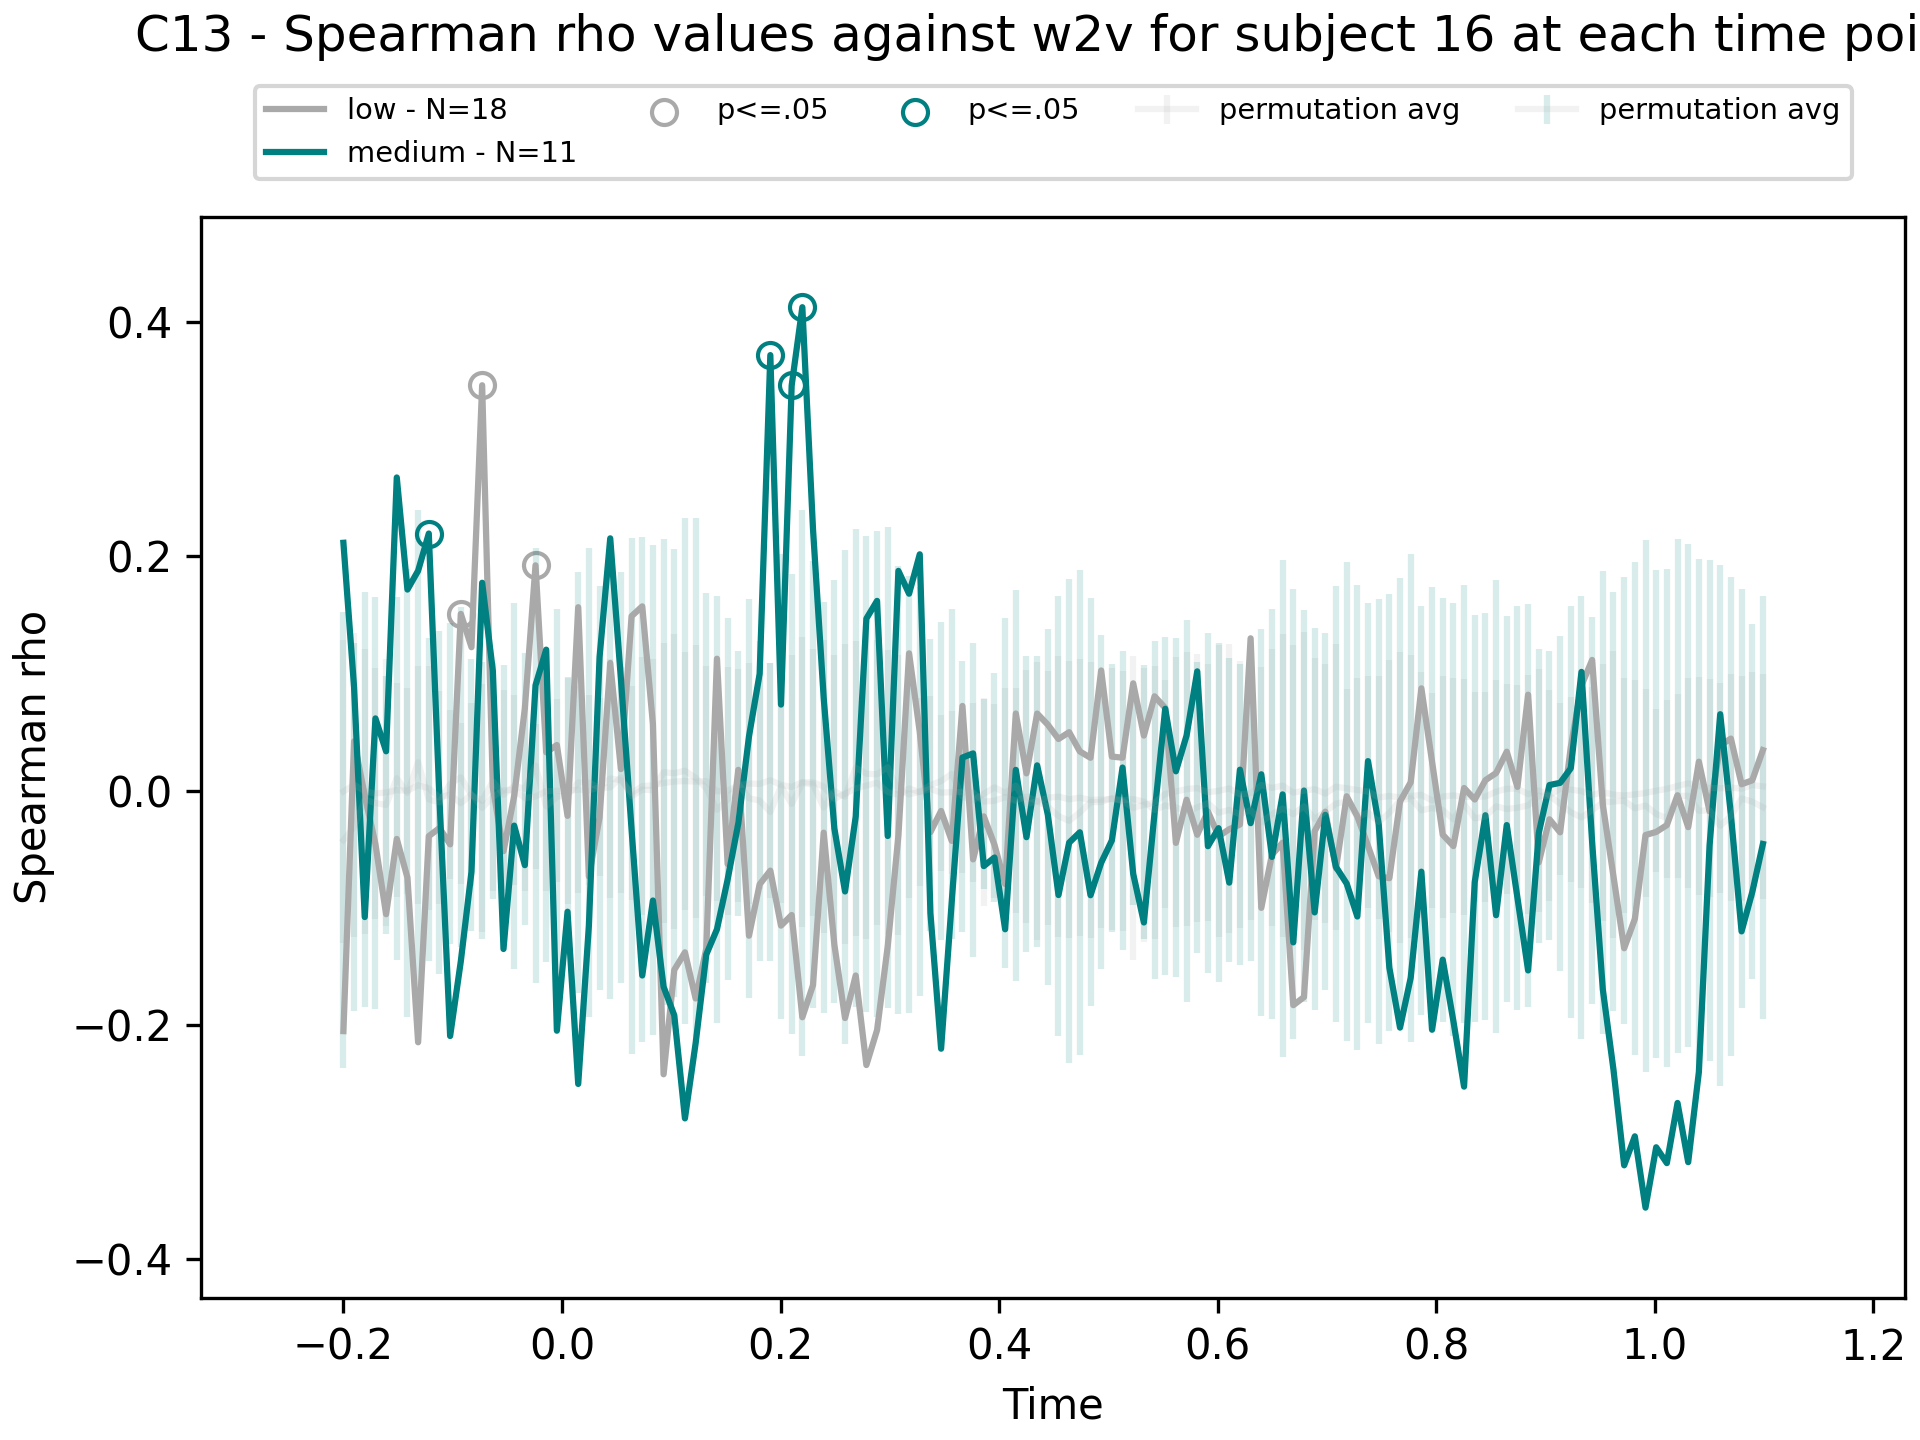 C13 - Spearman rho values against w2v for subject 16 at each time poi
low - N=18
medium - N=11
p<=.05
p<=.05
permutation avg
permutation avg
Spearman rho
0.4
0.2
0.0
−0.2
−0.4
−0.2 0.0 0.2 0.4 0.6 0.8 1.0 1.2
Time